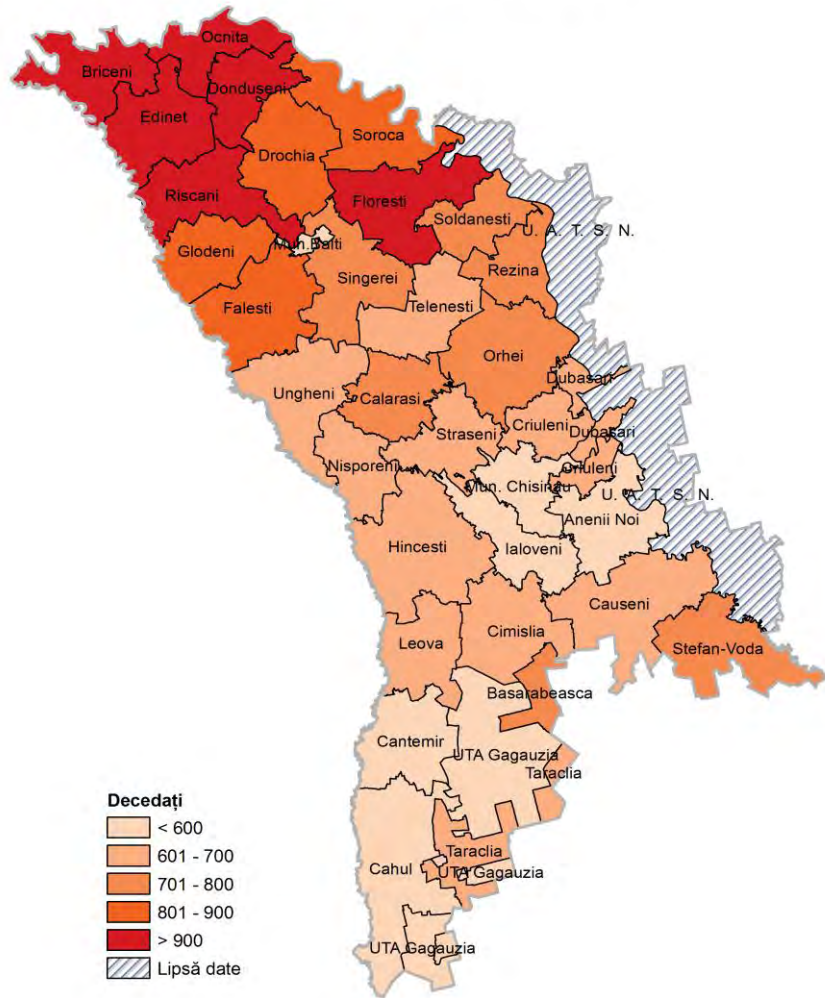 Ocnita
Briceni
Donduseni
Edinet
Soroca
Drochia
Riscani
Floresti
Soldanesti
U. A. T. S. N.
Mun.Balti
Glodeni
Singerei
Rezina
Falesti
Telenesti
Orhei
Dubasari
Ungheni
Calarasi
Criuleni
Straseni
Dubasari
Nisporeni
Criuleni
Mun. Chisinau
U. A. T. S. N.
Anenii Noi
Hincesti
Ialoveni
Causeni
Cimislia
Leova
Stefan-Voda
Basarabeasca
Cantemir
UTA Gagauzia
Taraclia
Decedați
< 600
601 - 700
701 - 800
801 - 900
> 900
Lipsă date
Taraclia
Cahul
UTA Gagauzia
UTA Gagauzia